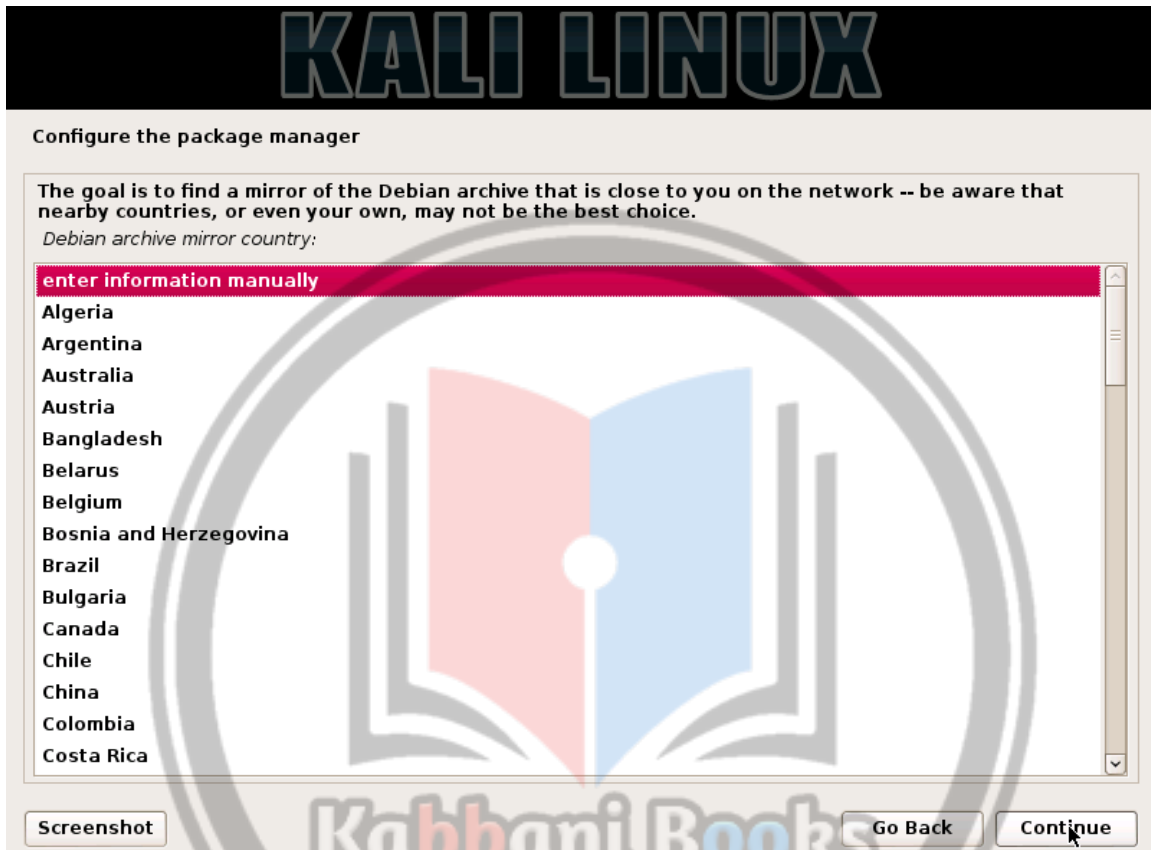 KALI LINUX
Configure the package manager
The goal is to find a mirror of the Debian archive that is close to you on the network -- be aware that
nearby countries, or even your own, may not be the best choice.
Debian archive mirror country:
enter information manually
Algeria
Argentina
Australia
Austria
Bangladesh
Belarus
Belgium
Bosnia and Herzegovina
Brazil
Bulgaria
Canada
Chile
China
Colombia
Costa Rica
Kabbani Books
Screenshot
Go Back
Continue